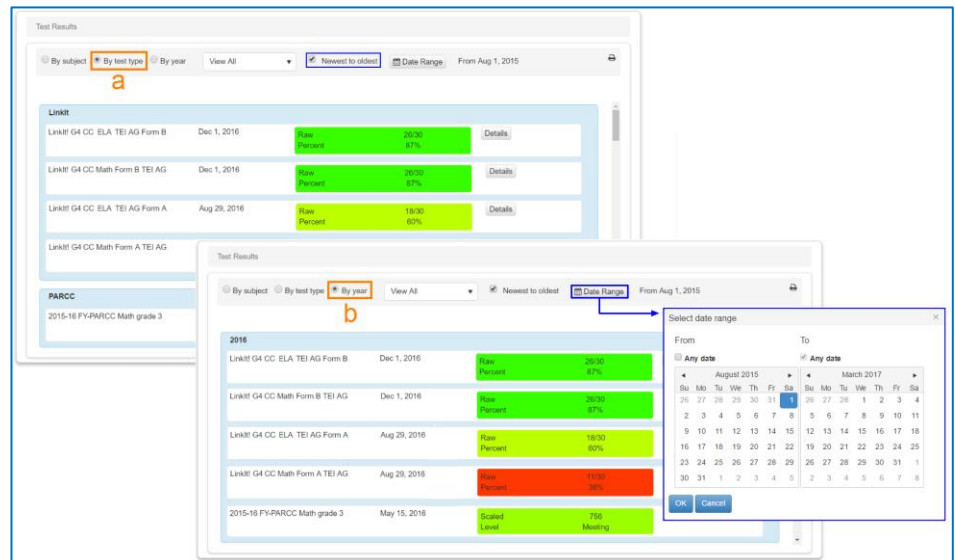 Test Results
By subject By test type By year View All Newest to oldest Date Range From Aug 1, 2015
a
LinkIt
LinkIt! G4 CC ELA TEI AG Form B Dec 1, 2016 Raw 26/30 Details
Percent 87%
LinkIt! G4 CC Math Form B TEI AG Dec 1, 2016 Raw 26/30 Details
Percent 87%
LinkIt! G4 CC ELA TEI AG Form A Aug 29, 2016 Raw 18/30 Details
Percent 60%
LinkIt! G4 CC Math Form A TEI AG
PARCC
2015-16 FY-PARCC Math grade 3
Test Results
By subject By test type By year View All Newest to oldest Date Range From Aug 1, 2015
b
2016
LinkIt! G4 CC ELA TEI AG Form B Dec 1, 2016 Raw 26/30
Percent 87%
LinkIt! G4 CC Math Form B TEI AG Dec 1, 2016 Raw 26/30
Percent 87%
LinkIt! G4 CC ELA TEI AG Form A Aug 29, 2016 Raw 18/30
Percent 60%
LinkIt! G4 CC Math Form A TEI AG Aug 29, 2016 Raw 11/30
Percent 36%
2015-16 FY-PARCC Math grade 3 May 15, 2016 Scaled 756
Level Meeting
Select date range
From To
Any date Any date
August 2015 March 2017
Su Mo Tu We Th Fr Sa Su Mo Tu We Th Fr Sa
26 27 28 29 30 31 1 26 27 28 1 2 3 4
2 3 4 5 6 7 8 5 6 7 8 9 10 11
9 10 11 12 13 14 15 12 13 14 15 16 17 18
16 17 18 19 20 21 22 19 20 21 22 23 24 25
23 24 25 26 27 28 29 26 27 28 29 30 31 1
30 31 1 2 3 4 5 2 3 4 5 6 7 8
OK Cancel